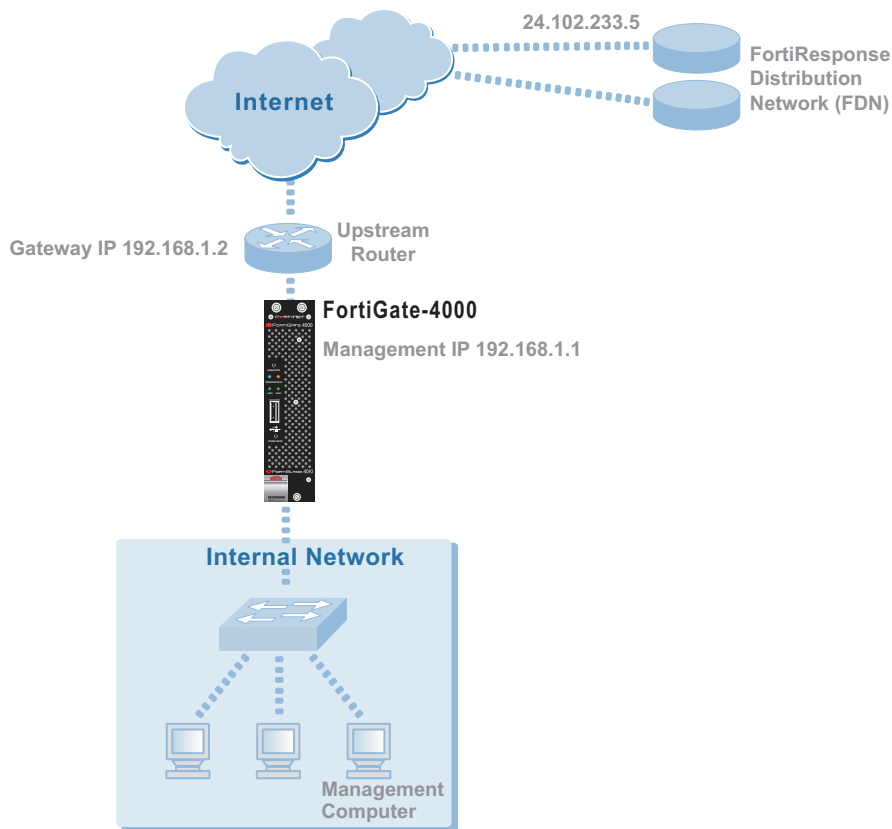 24.102.233.5
FortiResponse
Distribution
Network (FDN)
Internet
Gateway IP 192.168.1.2
Upstream
Router
FortiGate-4000
Management IP 192.168.1.1
Internal Network
Management
Computer